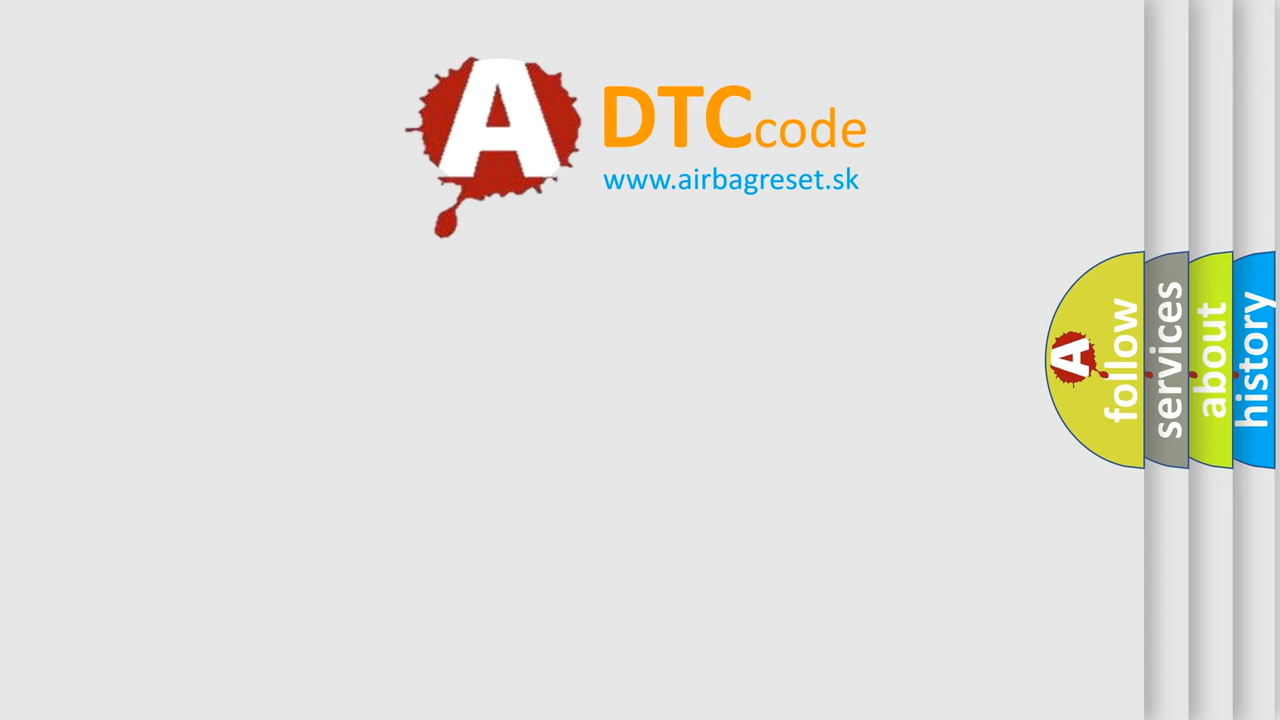 A
DTCcode
www.airbagreset.sk
A
follow
services
about
history